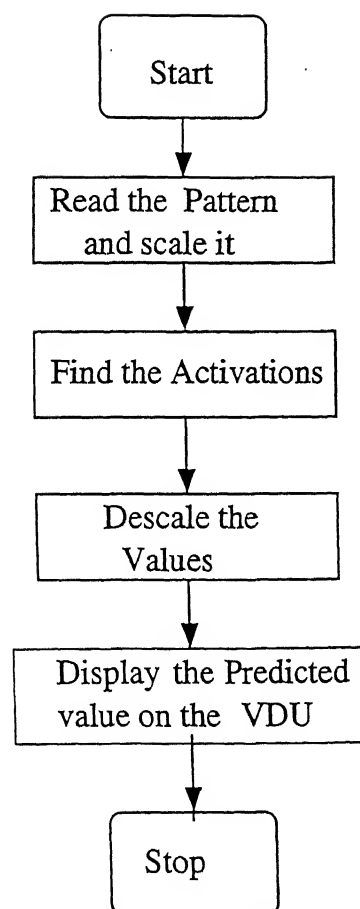 Start
Read the Pattern
and scale it
Find the Activations
Descale the
Values
Display the Predicted
value on the VDU
Stop